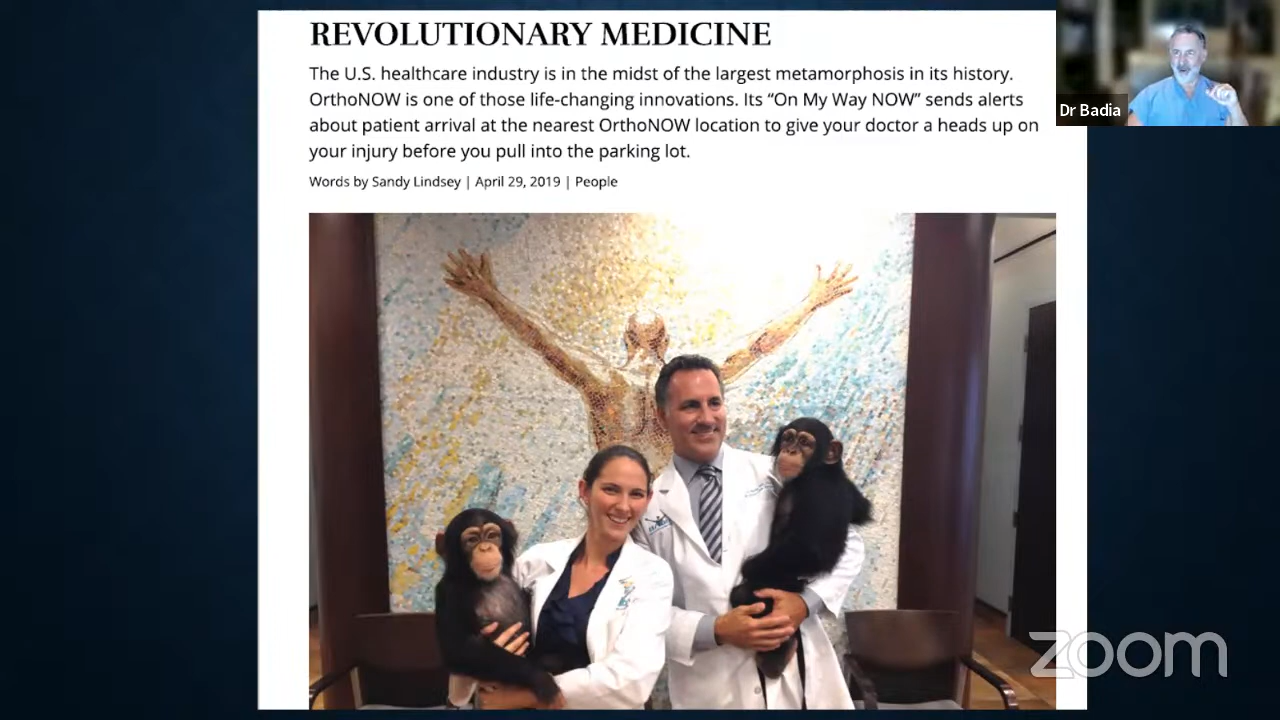 REVOLUTIONARY MEDICINE
The U.S. healthcare industry is in the midst of the largest metamorphosis in its history.
OrthoNOW is one of those life-changing innovations. Its “On My Way NOW” sends alerts
about patient arrival at the nearest OrthoNOW location to give your doctor a heads up on
your injury before you pull into the parking lot.
Words by Sandy Lindsey | April 29, 2019 | People
Dr Badia
zoom